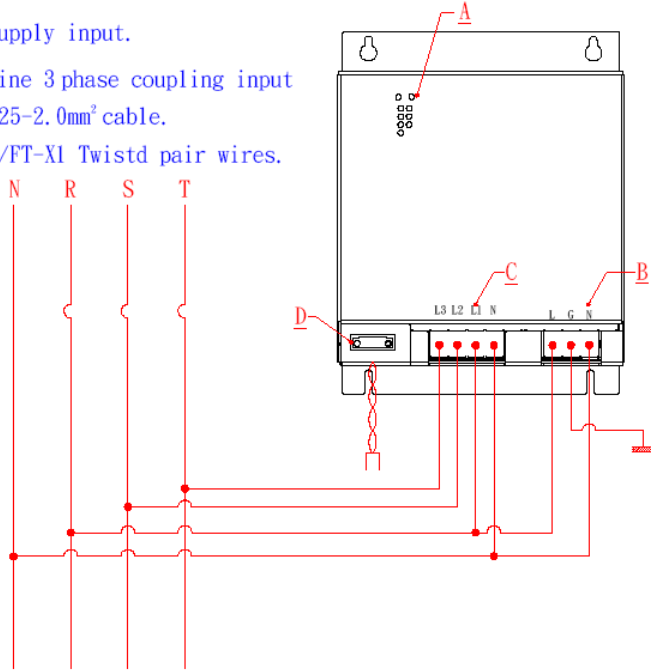 upply input.
ine 3 phase coupling input
25-2.0mm² cable.
/FT-X1 Twistd pair wires.
A
N R S T
C
B
L3 L2 L1 N
L G N
D